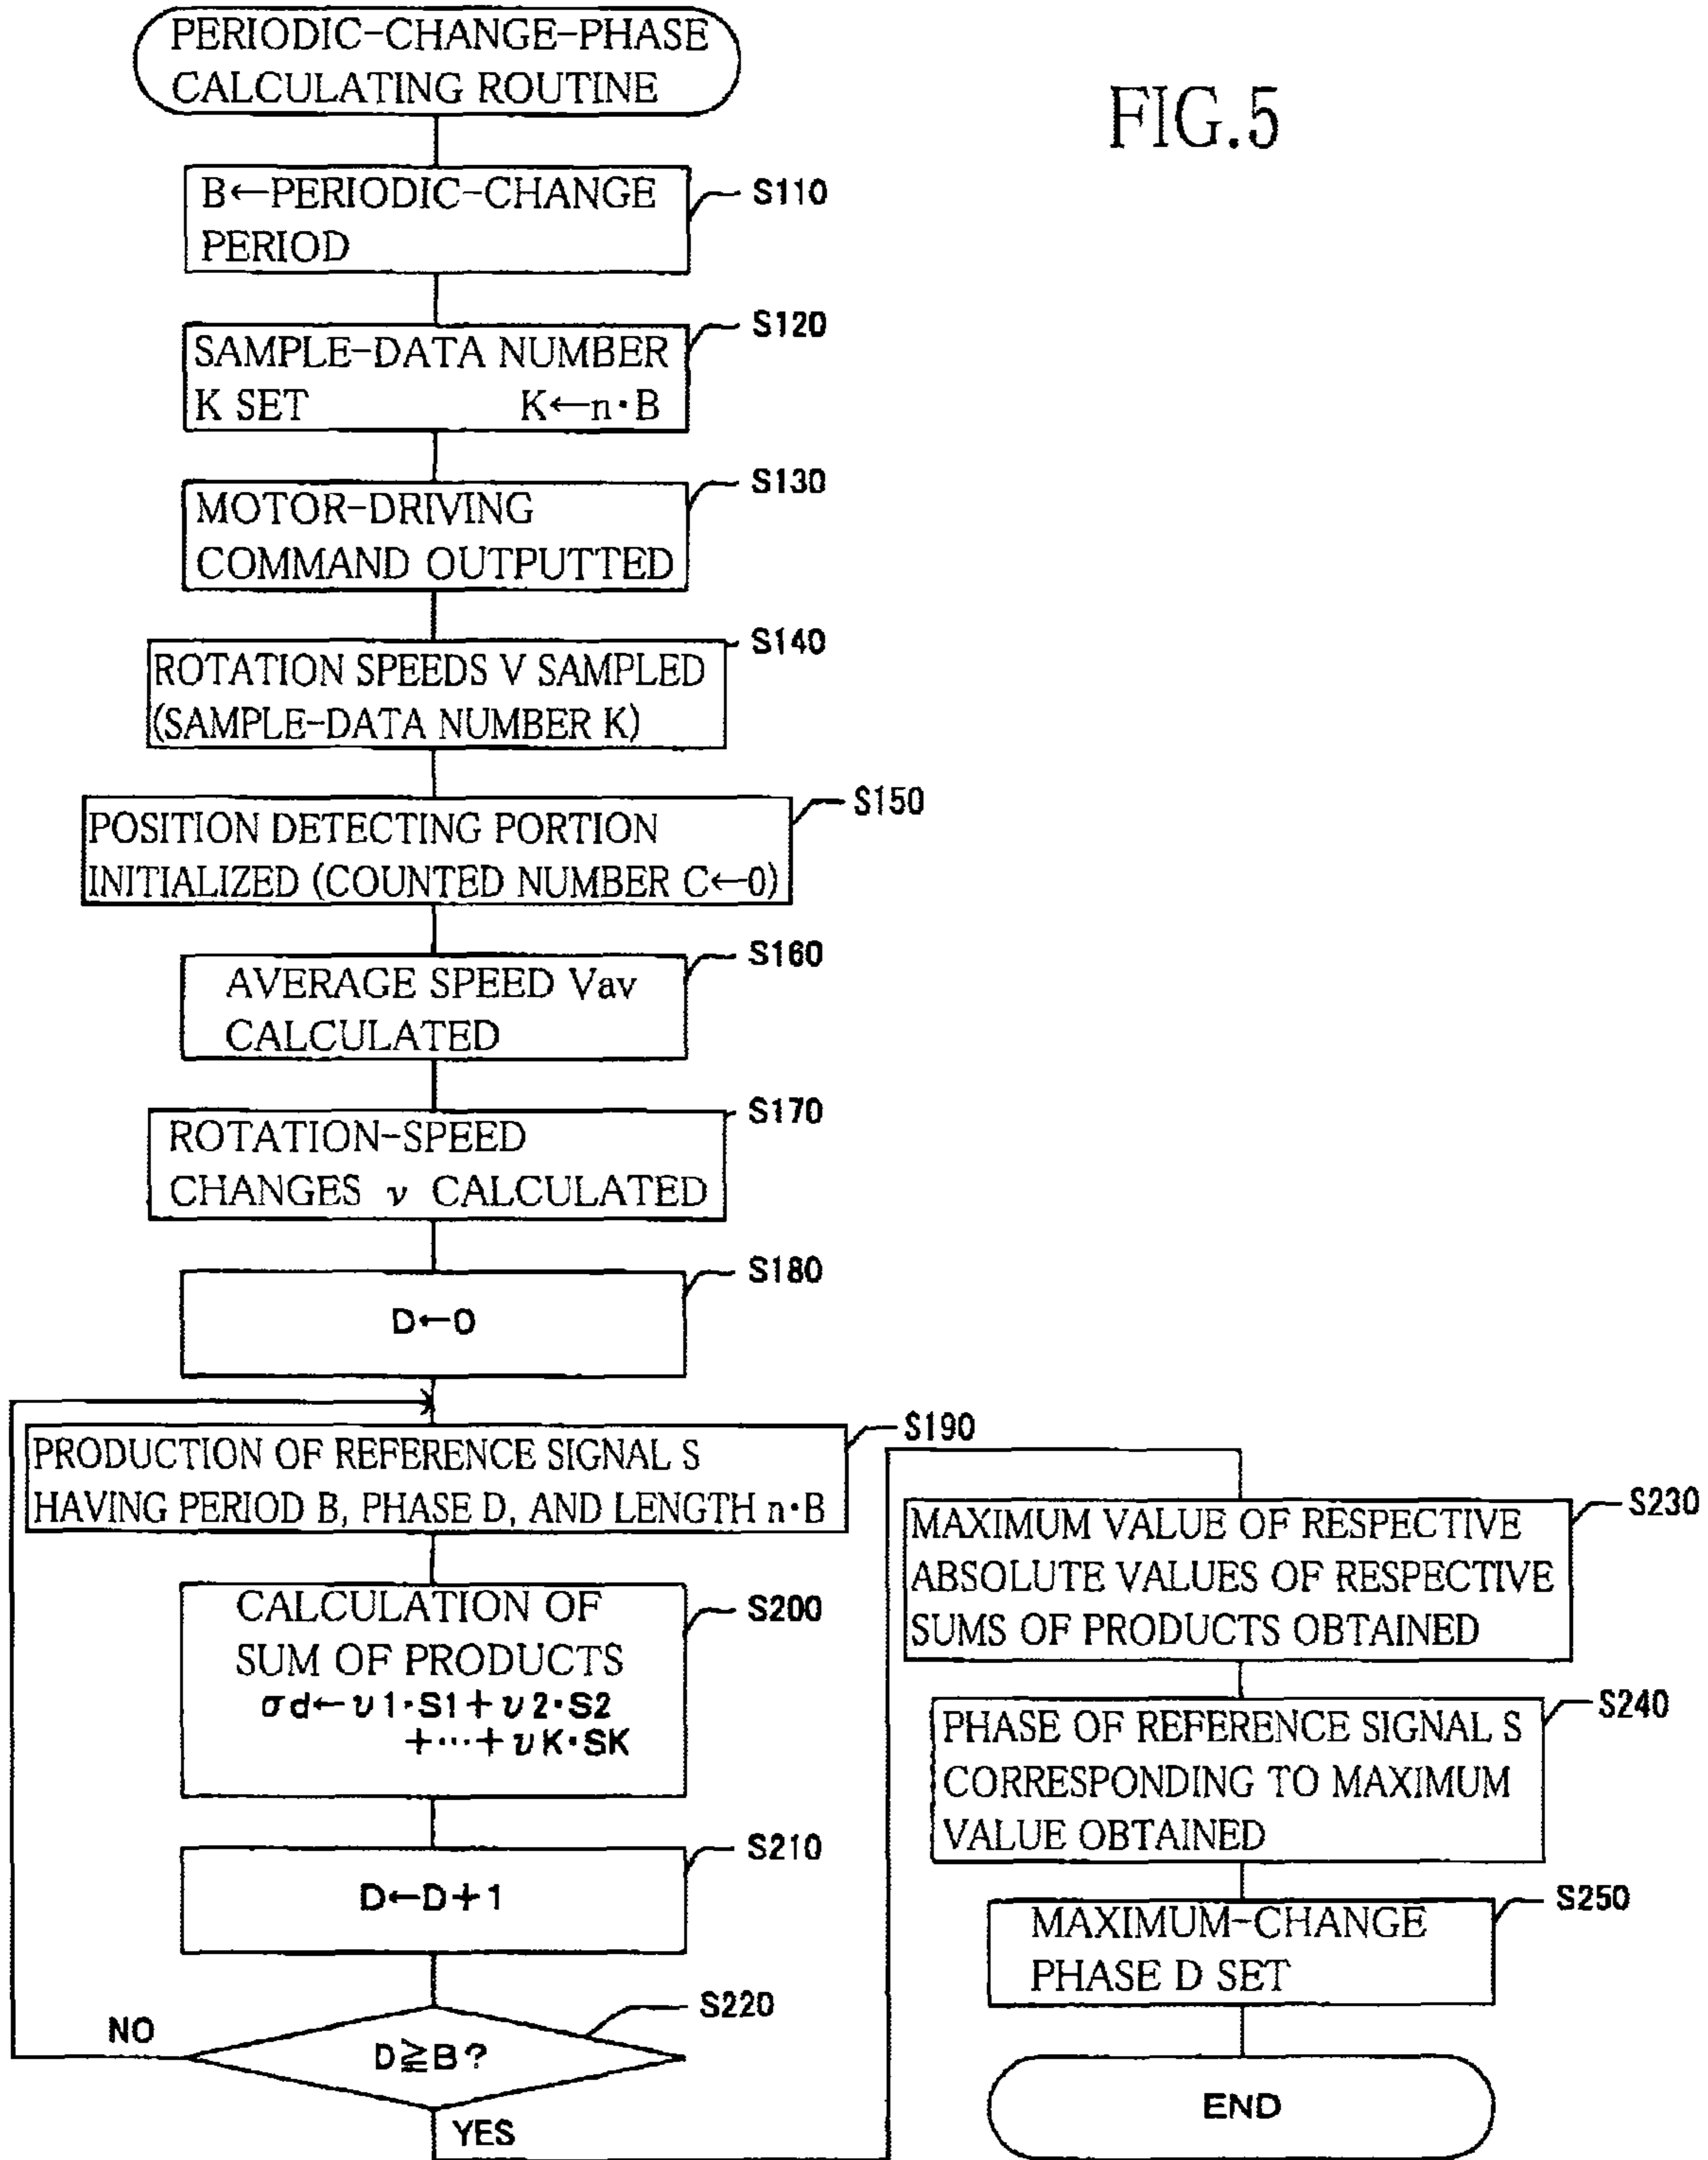 PERIODIC-CHANGE-PHASE
CALCULATING ROUTINE
FIG.5
B←PERIODIC-CHANGE
PERIOD
S110
SAMPLE-DATA NUMBER
K SET K←n·B
S120
MOTOR-DRIVING
COMMAND OUTPUTTED
S130
ROTATION SPEEDS V SAMPLED
(SAMPLE-DATA NUMBER K)
S140
POSITION DETECTING PORTION
INITIALIZED (COUNTED NUMBER C←0)
S150
AVERAGE SPEED Vav
CALCULATED
S160
ROTATION-SPEED
CHANGES ν CALCULATED
S170
D←0
S180
PRODUCTION OF REFERENCE SIGNAL S
HAVING PERIOD B, PHASE D, AND LENGTH n·B
S190
CALCULATION OF
SUM OF PRODUCTS
σd←υ1·S1+υ2·S2
+···+υK·SK
S200
D←D+1
S210
D≧B?
S220
NO
YES
MAXIMUM VALUE OF RESPECTIVE
ABSOLUTE VALUES OF RESPECTIVE
SUMS OF PRODUCTS OBTAINED
S230
PHASE OF REFERENCE SIGNAL S
CORRESPONDING TO MAXIMUM
VALUE OBTAINED
S240
MAXIMUM-CHANGE
PHASE D SET
S250
END